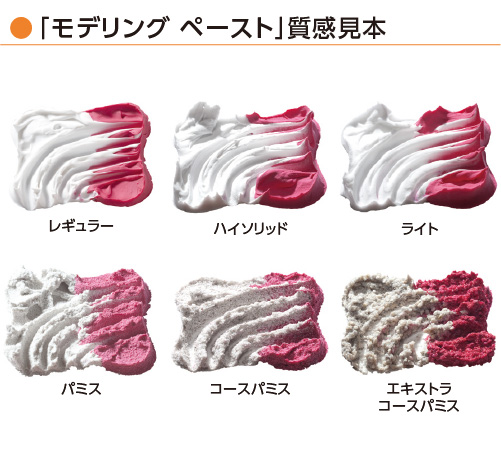 「モデリング ペースト」質感見本
レギュラー
ハイソリッド
ライト
パミス
コースパミス
エキストラ
コースパミス